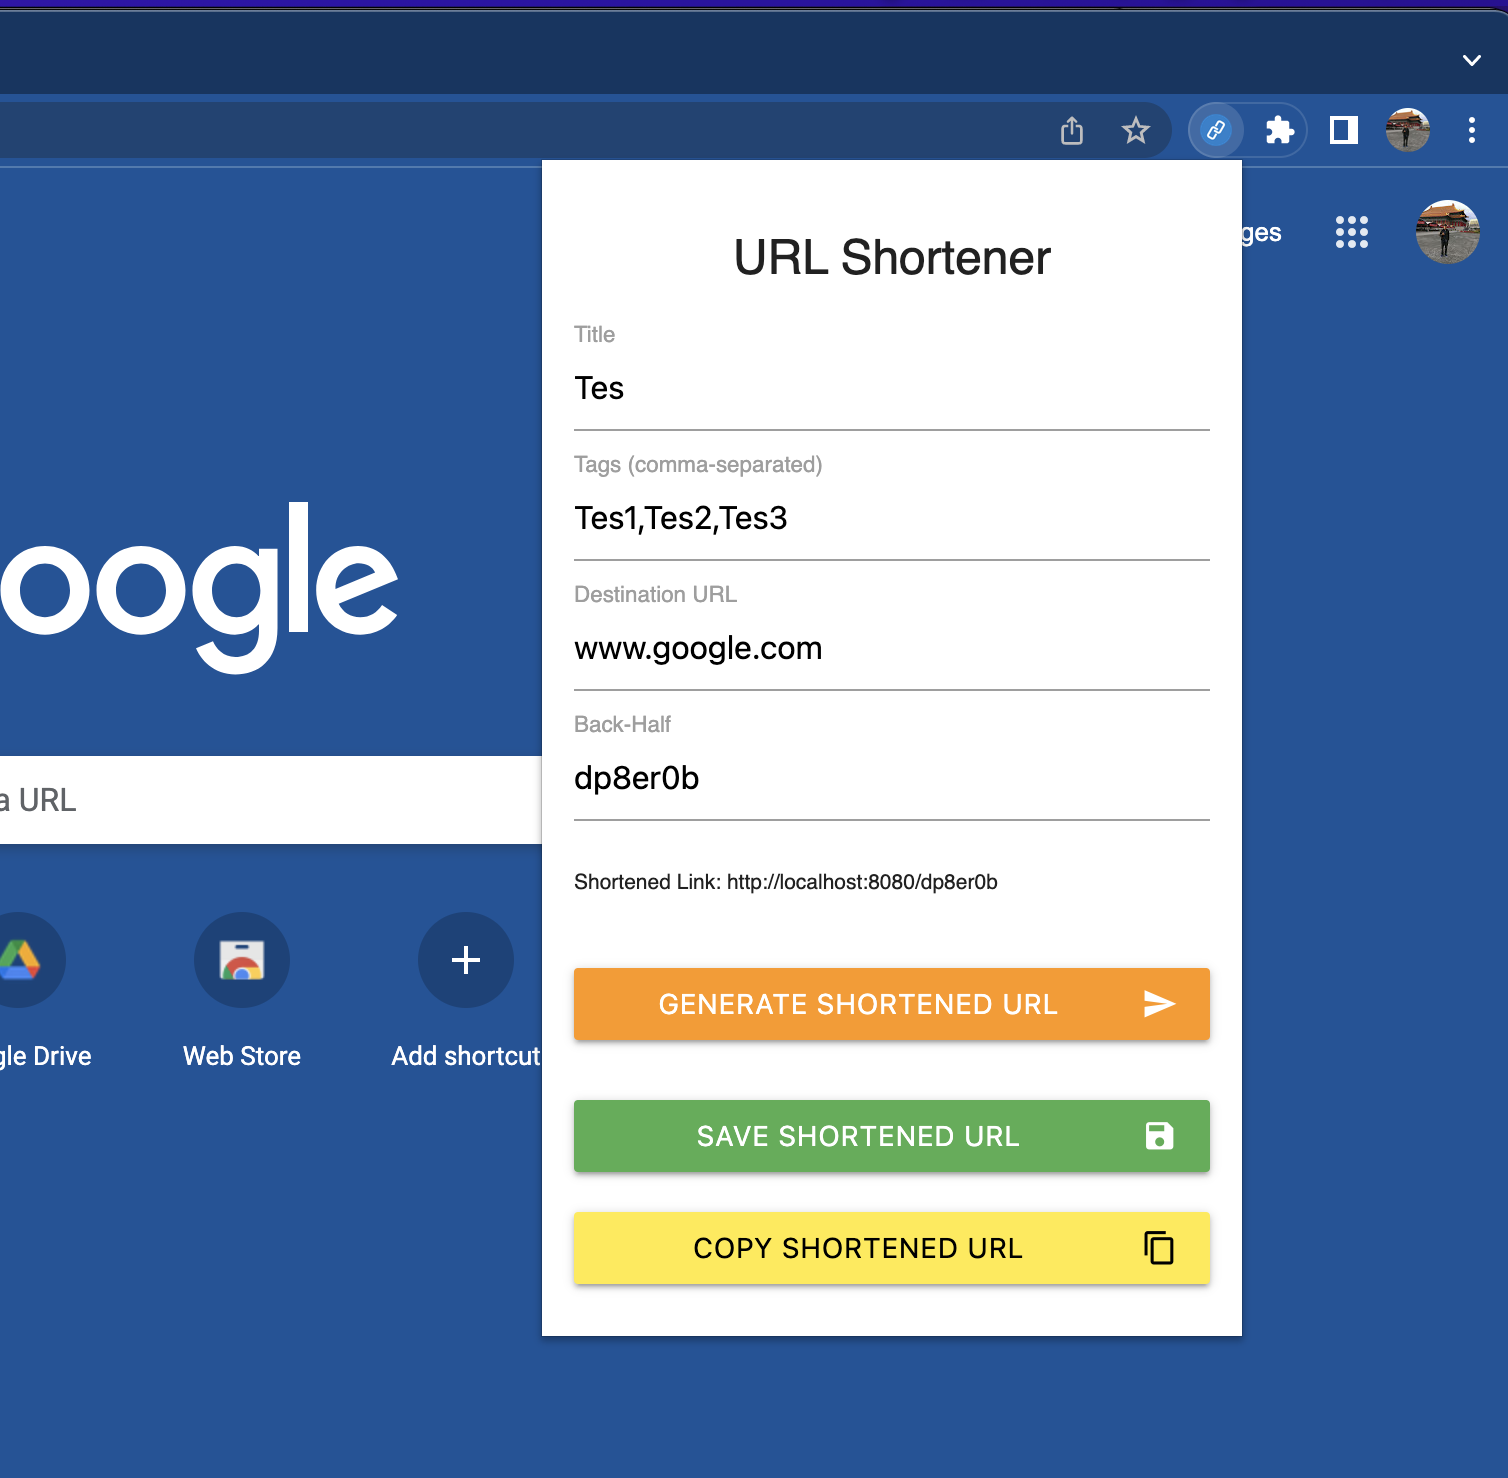 URL Shortener
Title
Tes
Tags (comma-separated)
Tes1,Tes2,Tes3
Destination URL
www.google.com
Back-Half
dp8er0b
Shortened Link: http://localhost:8080/dp8er0b
GENERATE SHORTENED URL
SAVE SHORTENED URL
COPY SHORTENED URL
ges
oogle
a URL
gle Drive
Web Store
Add shortcut